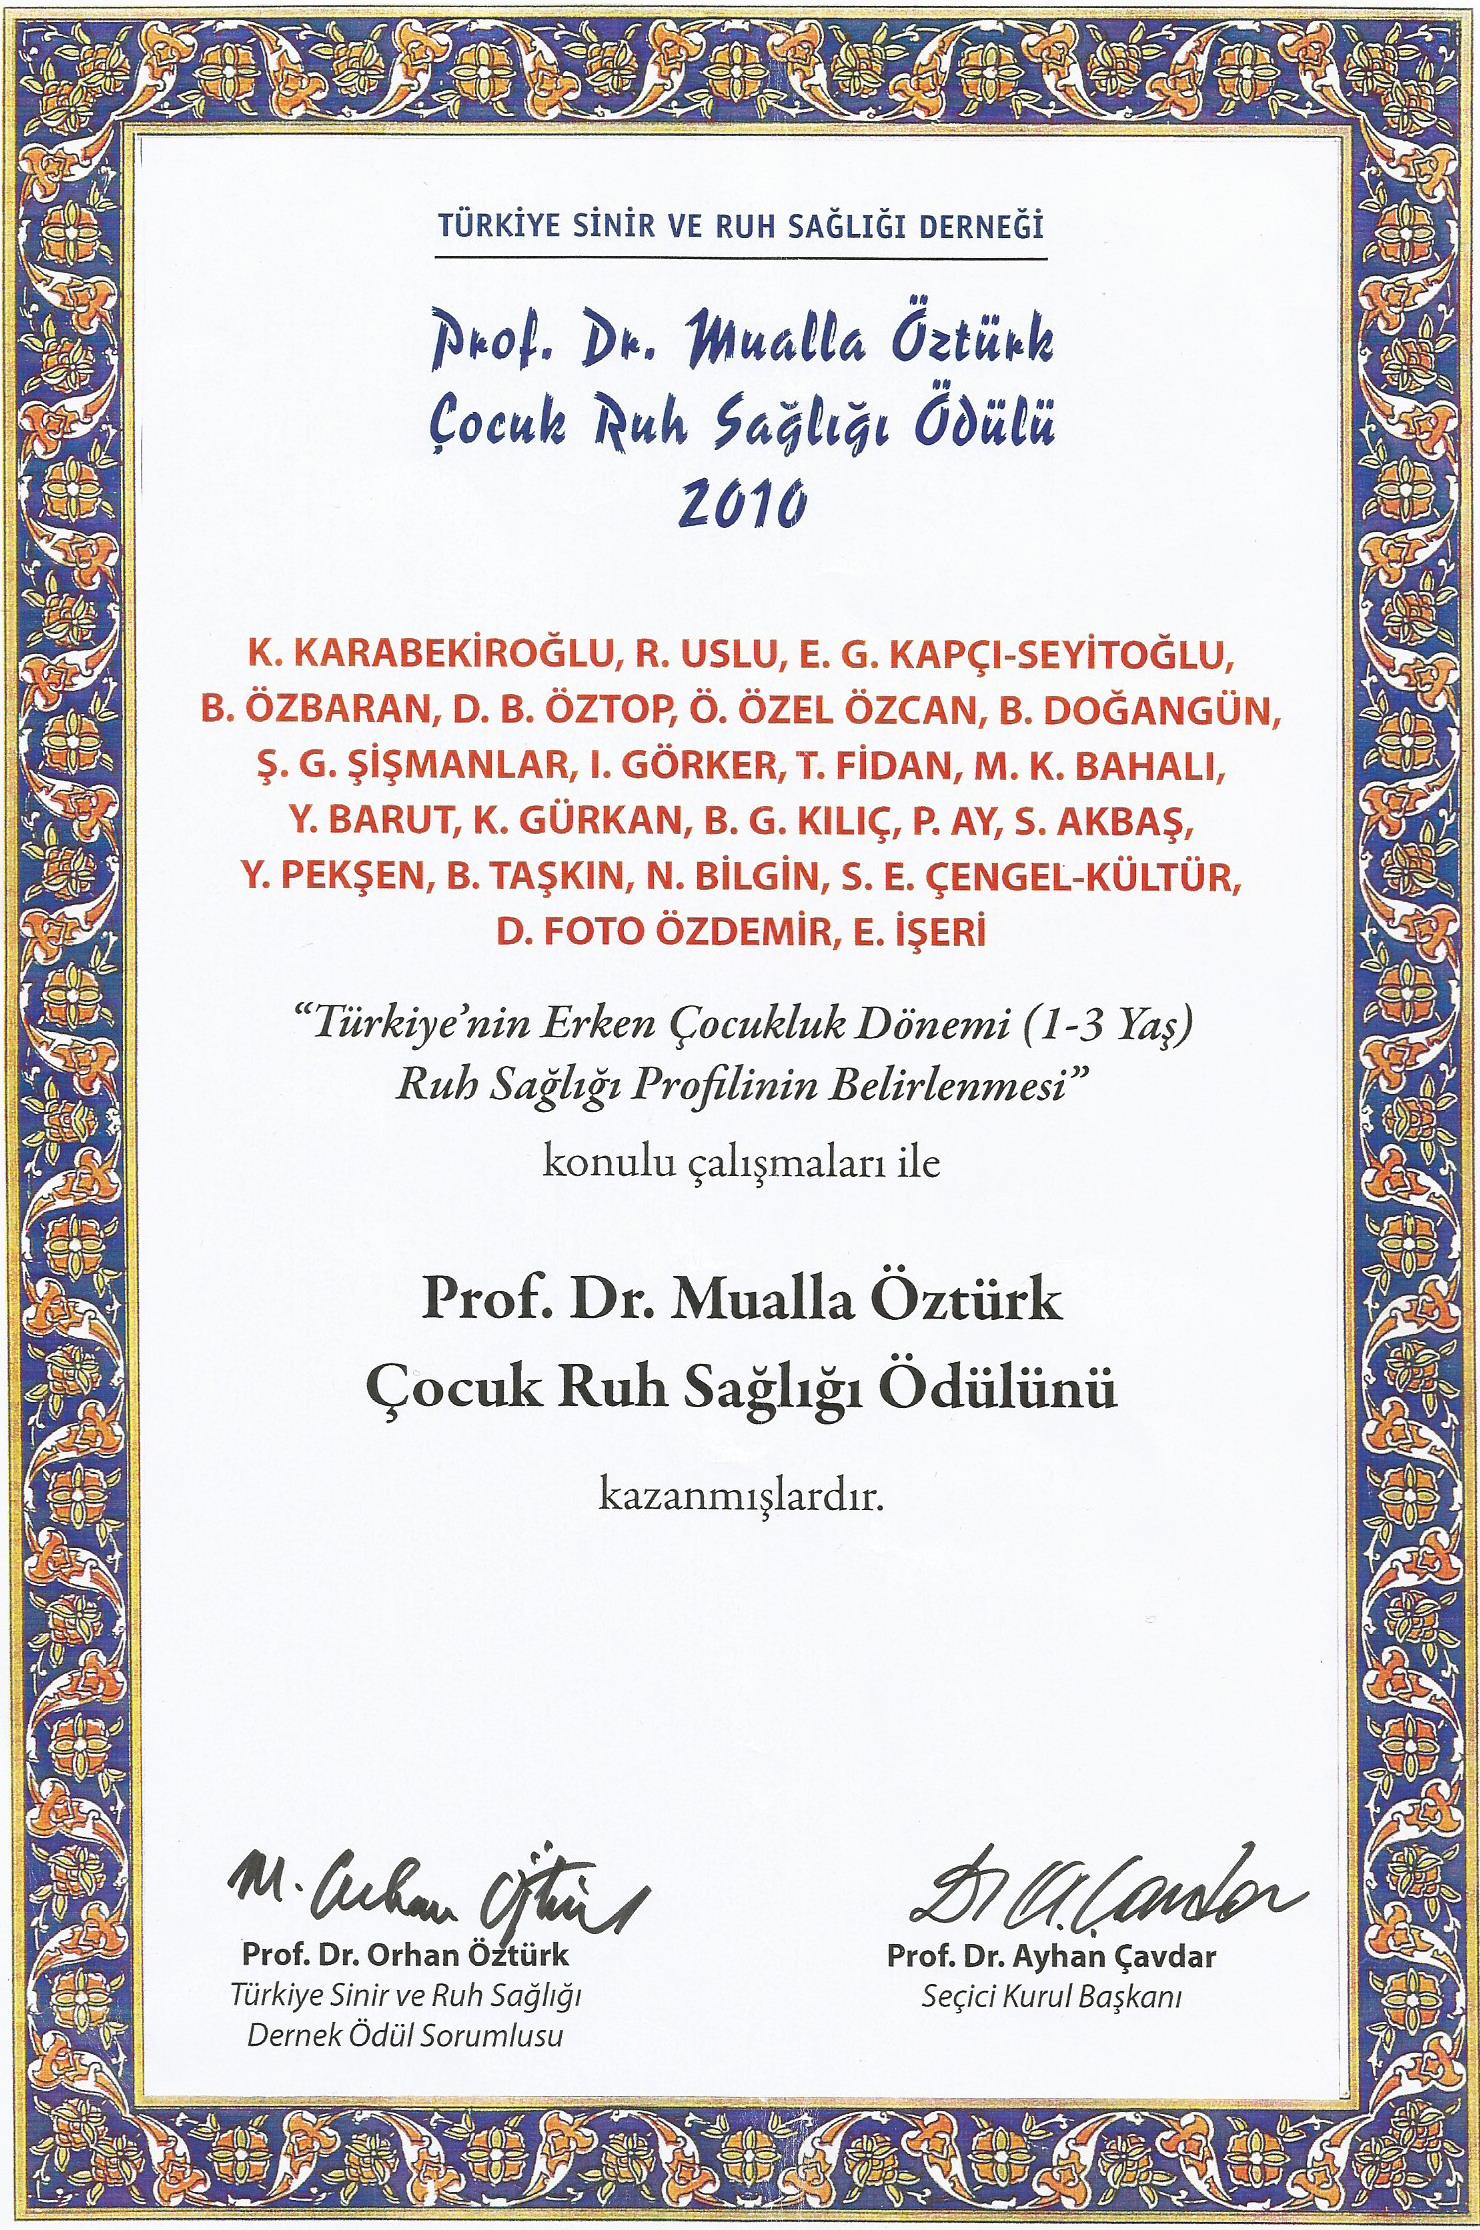 TÜRKİYE SİNİR VE RUH SAĞLIĞI DERNEĞİ
Prof. Dr. Mualla Öztürk
Çocuk Ruh Sağlığı Ödülü
2010
K. KARABEKİROĞLU, R. USLU, E. G. KAPÇI-SEYİTOĞLU,
B. ÖZBARAN, D. B. ÖZTOP, Ö. ÖZEL ÖZCAN, B. DOĞANGÜN,
Ş. G. ŞİŞMANLAR, I. GÖRKER, T. FİDAN, M. K. BAHALI,
Y. BARUT, K. GÜRKAN, B. G. KILIÇ, P. AY, S. AKBAŞ,
Y. PEKŞEN, B. TAŞKIN, N. BİLGİN, S. E. ÇENGEL-KÜLTÜR,
D. FOTO ÖZDEMİR, E. İŞERİ
“Türkiye’nin Erken Çocukluk Dönemi (1-3 Yaş)
Ruh Sağlığı Profilinin Belirlenmesi”
konulu çalışmaları ile
Prof. Dr. Mualla Öztürk
Çocuk Ruh Sağlığı Ödülünü
kazanmışlardır.
M. Orhan Öztürk
Dr A. Çavdar
Prof. Dr. Orhan Öztürk
Türkiye Sinir ve Ruh Sağlığı
Dernek Ödül Sorumlusu
Prof. Dr. Ayhan Çavdar
Seçici Kurul Başkanı